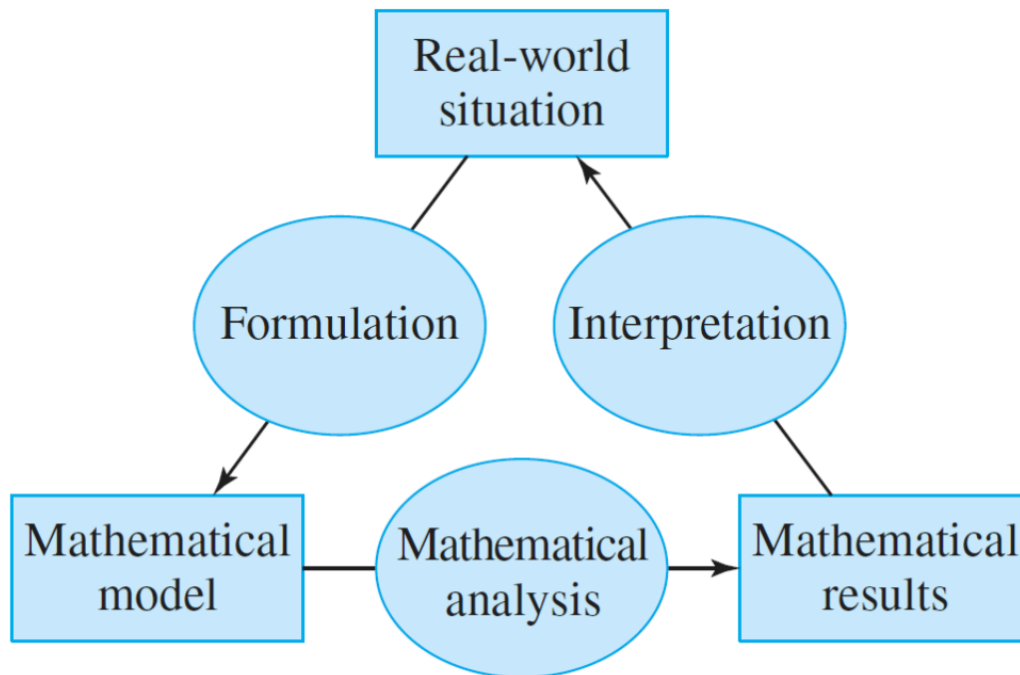 Real-world
situation
Formulation
Interpretation
Mathematical
model
Mathematical
analysis
Mathematical
results